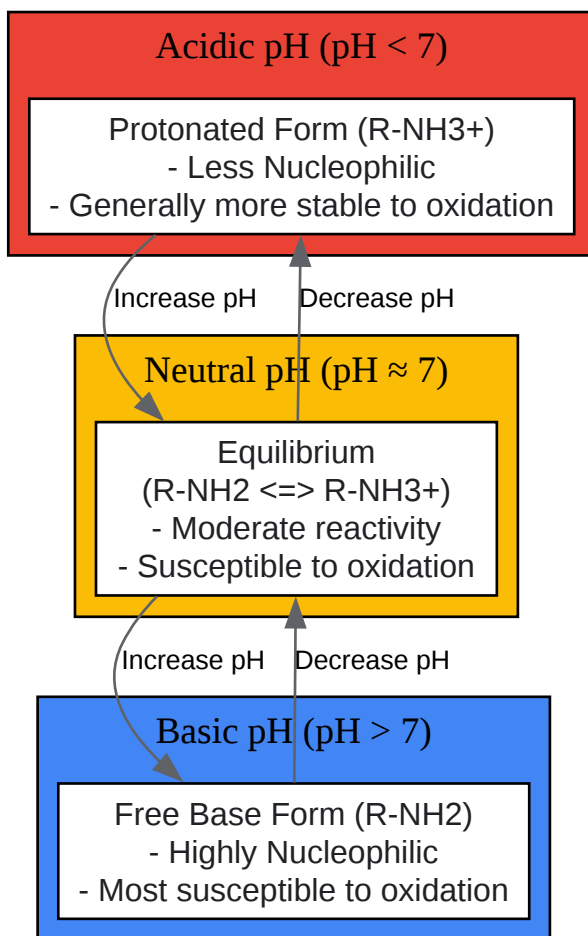 Acidic pH (pH < 7)
Protonated Form (R-NH3+)
- Less Nucleophilic
- Generally more stable to oxidation
Increase pH
Decrease pH
Neutral pH (pH ≈ 7)
Equilibrium
(R-NH2 <=> R-NH3+)
- Moderate reactivity
- Susceptible to oxidation
Increase pH
Decrease pH
Basic pH (pH > 7)
Free Base Form (R-NH2)
- Highly Nucleophilic
- Most susceptible to oxidation